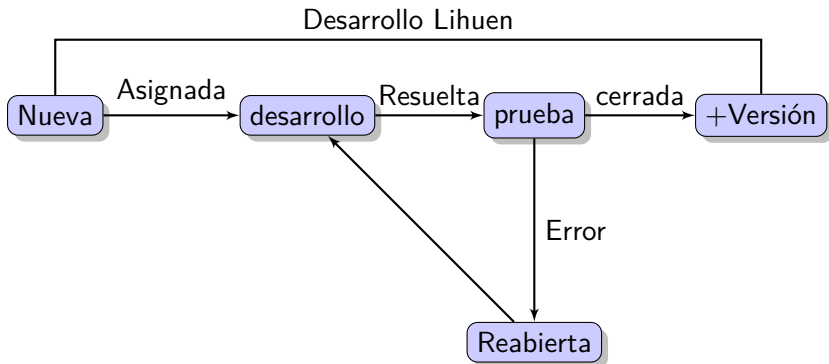 Desarrollo Lihuen
Nueva
Asignada
desarrollo
Resuelta
prueba
cerrada
+Versión
Error
Reabierta